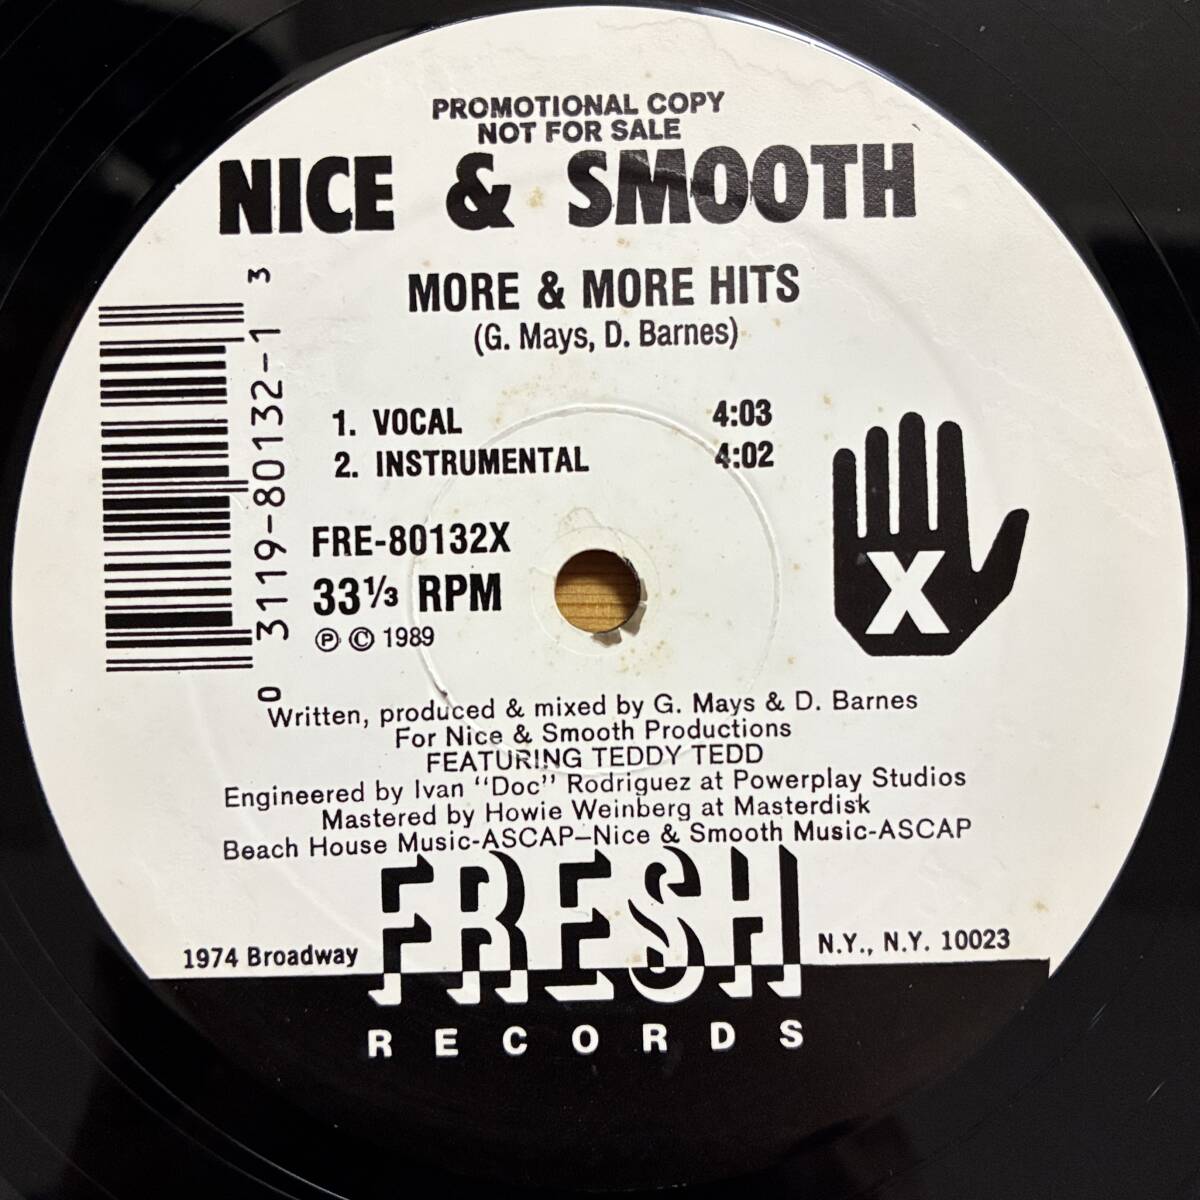 PROMOTIONAL COPY
NOT FOR SALE
NICE & SMOOTH
MORE & MORE HITS
(G. Mays, D. Barnes)
1. VOCAL 4:03
2. INSTRUMENTAL 4:02
0 3119-80132-1 3
FRE-80132X
33⅓ RPM
℗ © 1989
X
Written, produced & mixed by G. Mays & D. Barnes
For Nice & Smooth Productions
FEATURING TEDDY TEDD
Engineered by Ivan "Doc" Rodriguez at Powerplay Studios
Mastered by Howie Weinberg at Masterdisk
Beach House Music-ASCAP–Nice & Smooth Music-ASCAP
1974 Broadway FRESH N.Y., N.Y. 10023
RECORDS